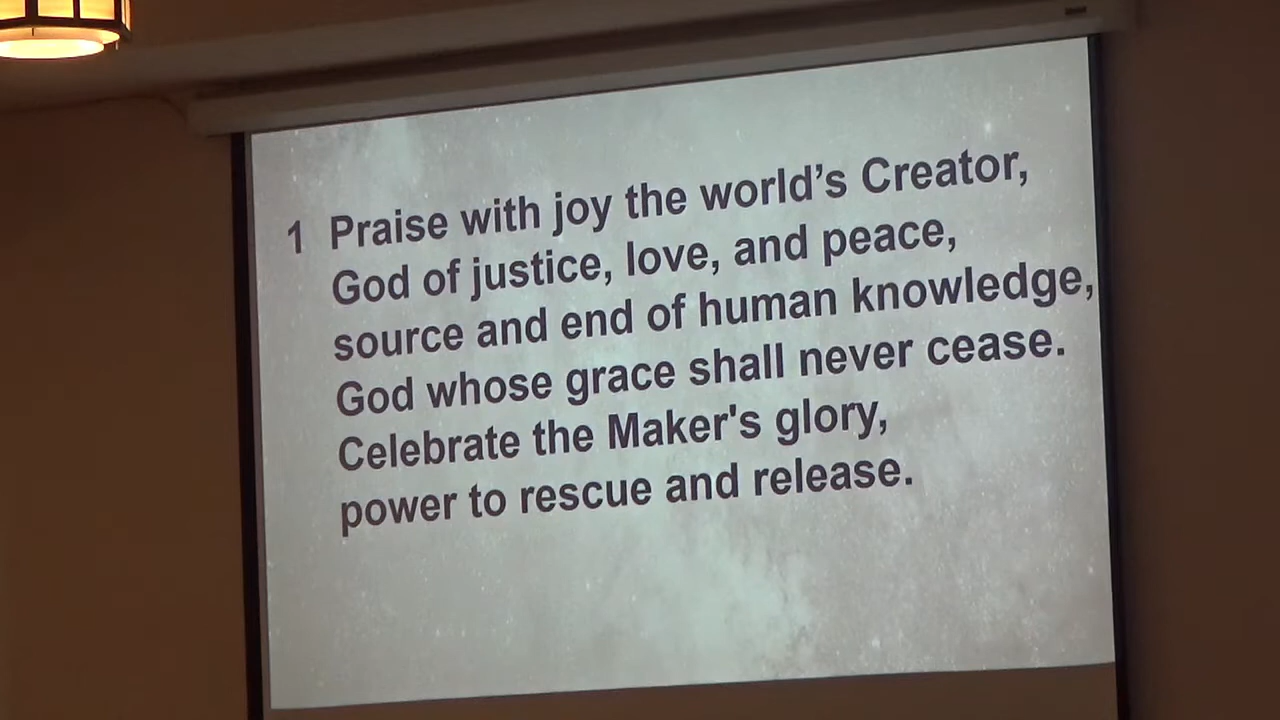 1 Praise with joy the world’s Creator,
God of justice, love, and peace,
source and end of human knowledge,
God whose grace shall never cease.
Celebrate the Maker's glory,
power to rescue and release.